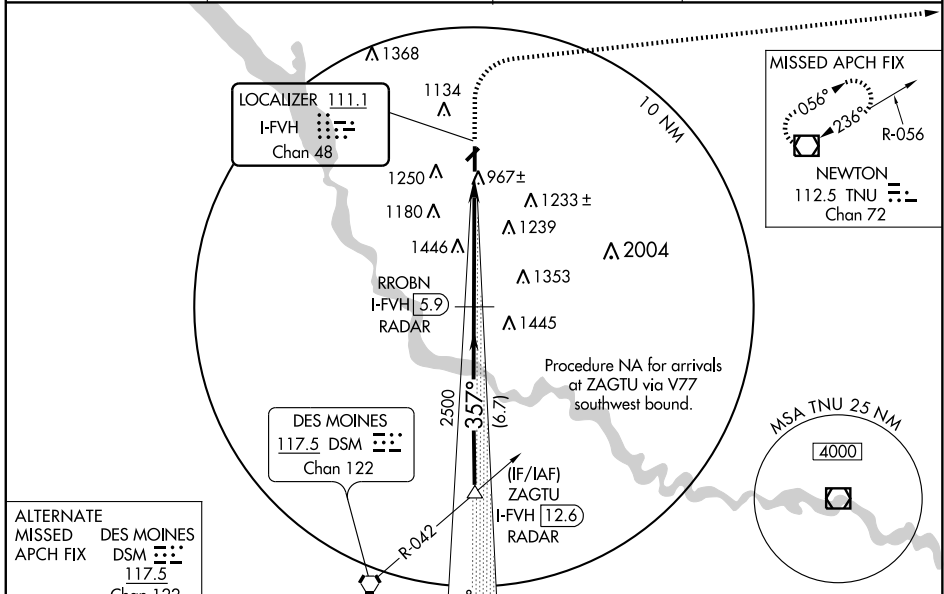 1368
LOCALIZER 111.1
I-FVH
Chan 48
1134
10 NM
MISSED APCH FIX
056°
236°
R-056
NEWTON
112.5 TNU
Chan 72
1250
967±
1180
1233 ±
1239
1446
2004
RROBN
I-FVH 5.9
RADAR
1353
1445
Procedure NA for arrivals
at ZAGTU via V77
southwest bound.
2500
357°
(6.7)
MSA TNU 25 NM
4000
DES MOINES
117.5 DSM
Chan 122
(IF/IAF)
ZAGTU
I-FVH 12.6
RADAR
R-042
ALTERNATE
MISSED
APCH FIX
DES MOINES
DSM
117.5
Chan 122